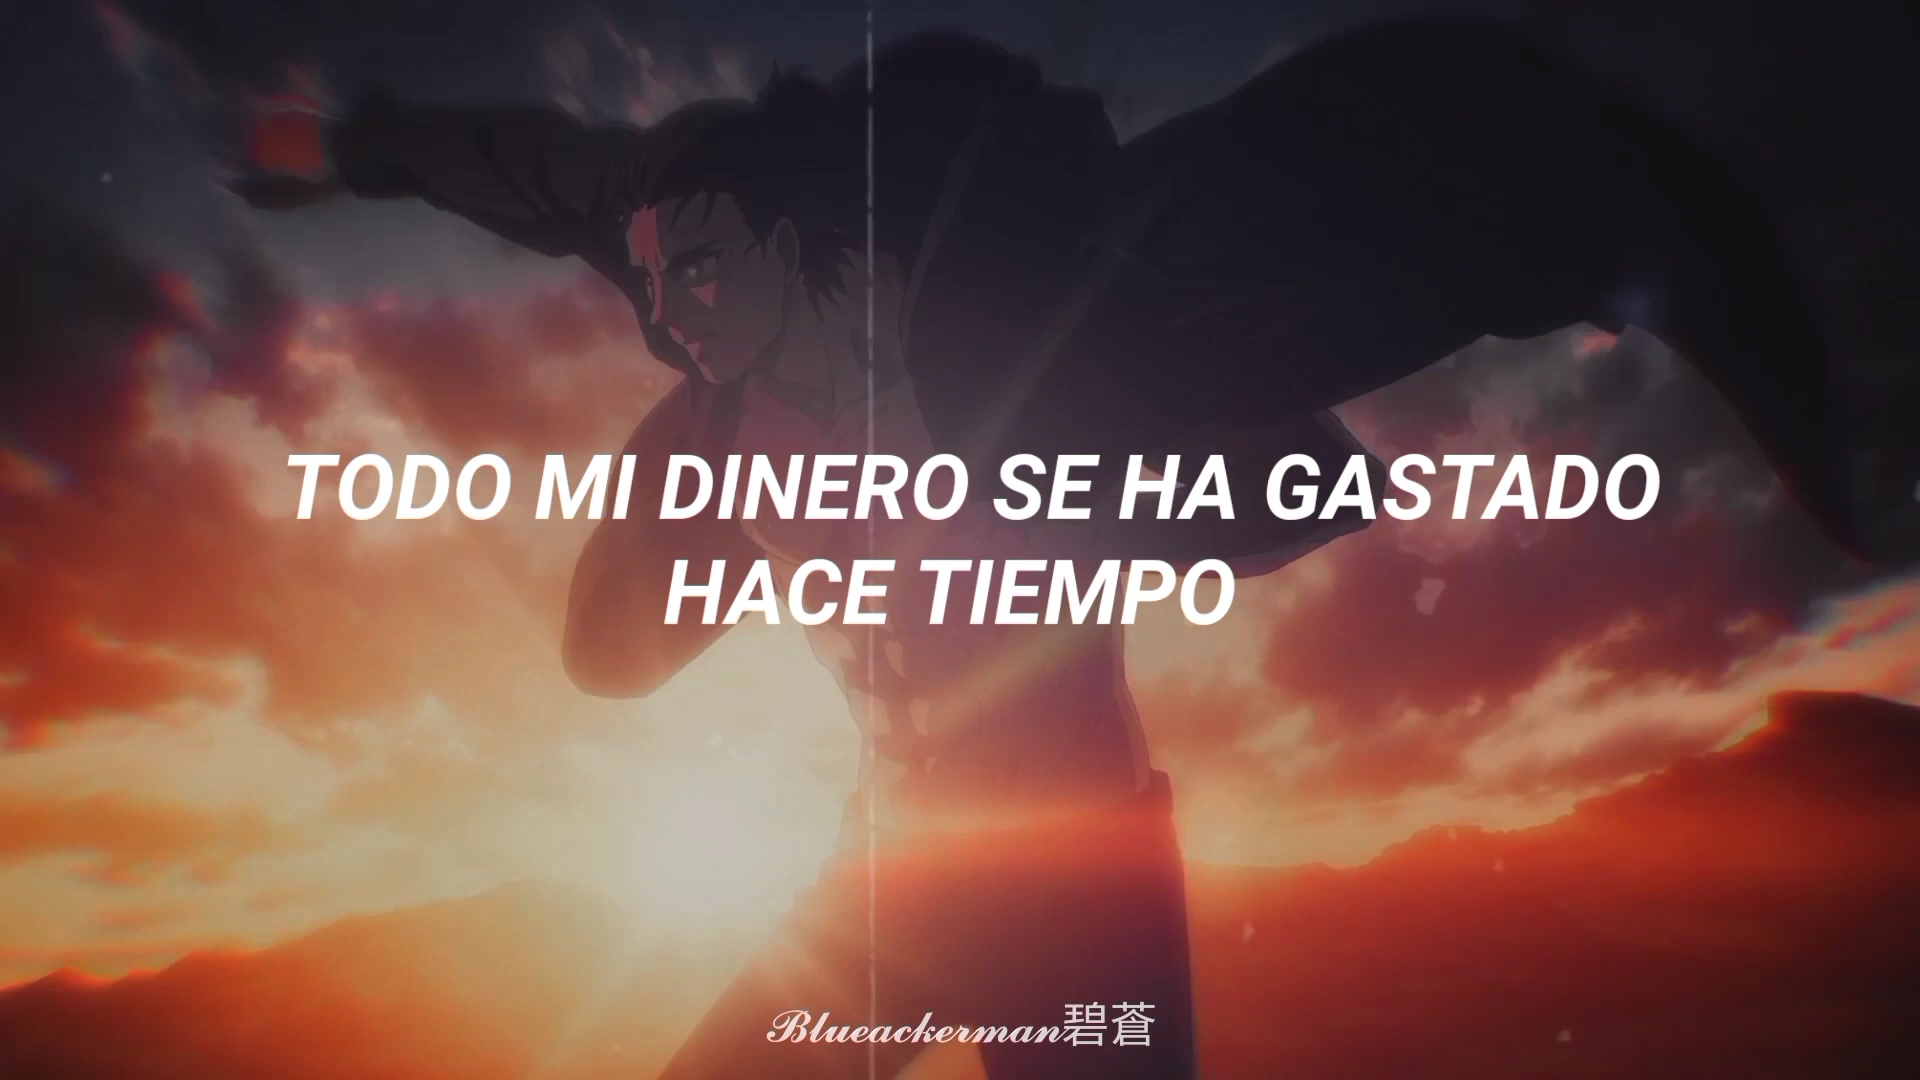 TODO MI DINERO SE HA GASTADO
HACE TIEMPO
Blueackerman碧蒼